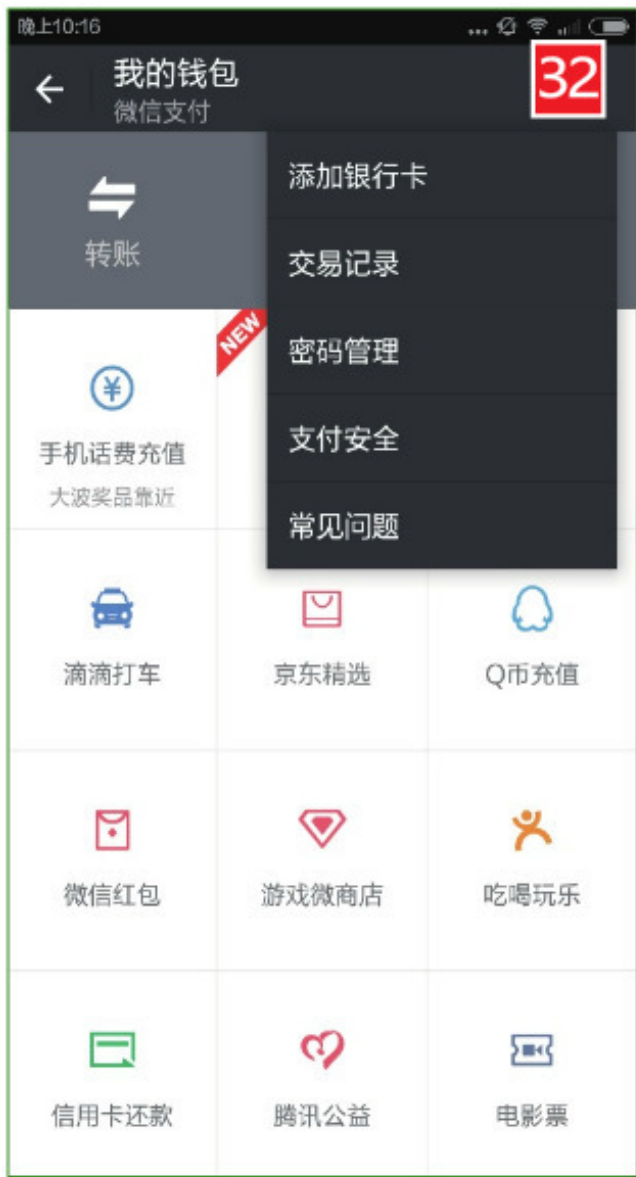 晚上10:16
我的钱包
32
微信支付
添加银行卡
转账
交易记录
NEW
密码管理
手机话费充值
支付安全
大波奖品靠近
常见问题
滴滴打车
京东精选
Q币充值
微信红包
游戏微商店
吃喝玩乐
信用卡还款
腾讯公益
电影票